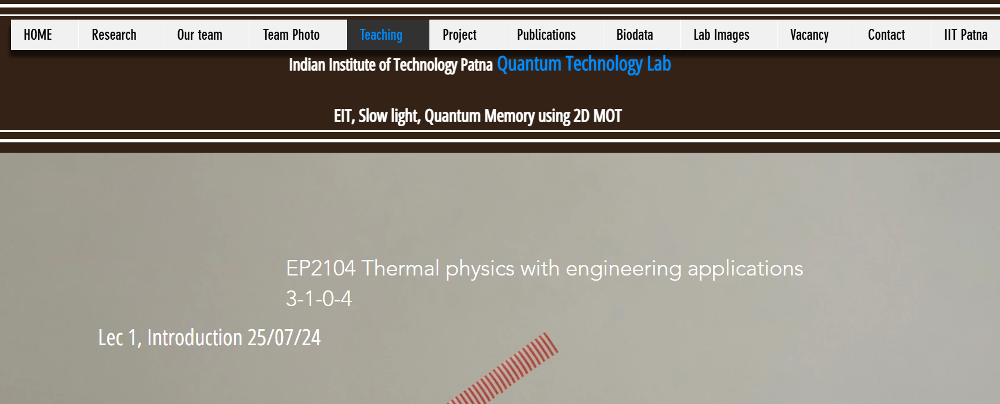 HOME Research Our team Team Photo Teaching Project Publications Biodata Lab Images Vacancy Contact IIT Patna
Indian Institute of Technology Patna Quantum Technology Lab
EIT, Slow light, Quantum Memory using 2D MOT
EP2104 Thermal physics with engineering applications
3-1-0-4
Lec 1, Introduction 25/07/24